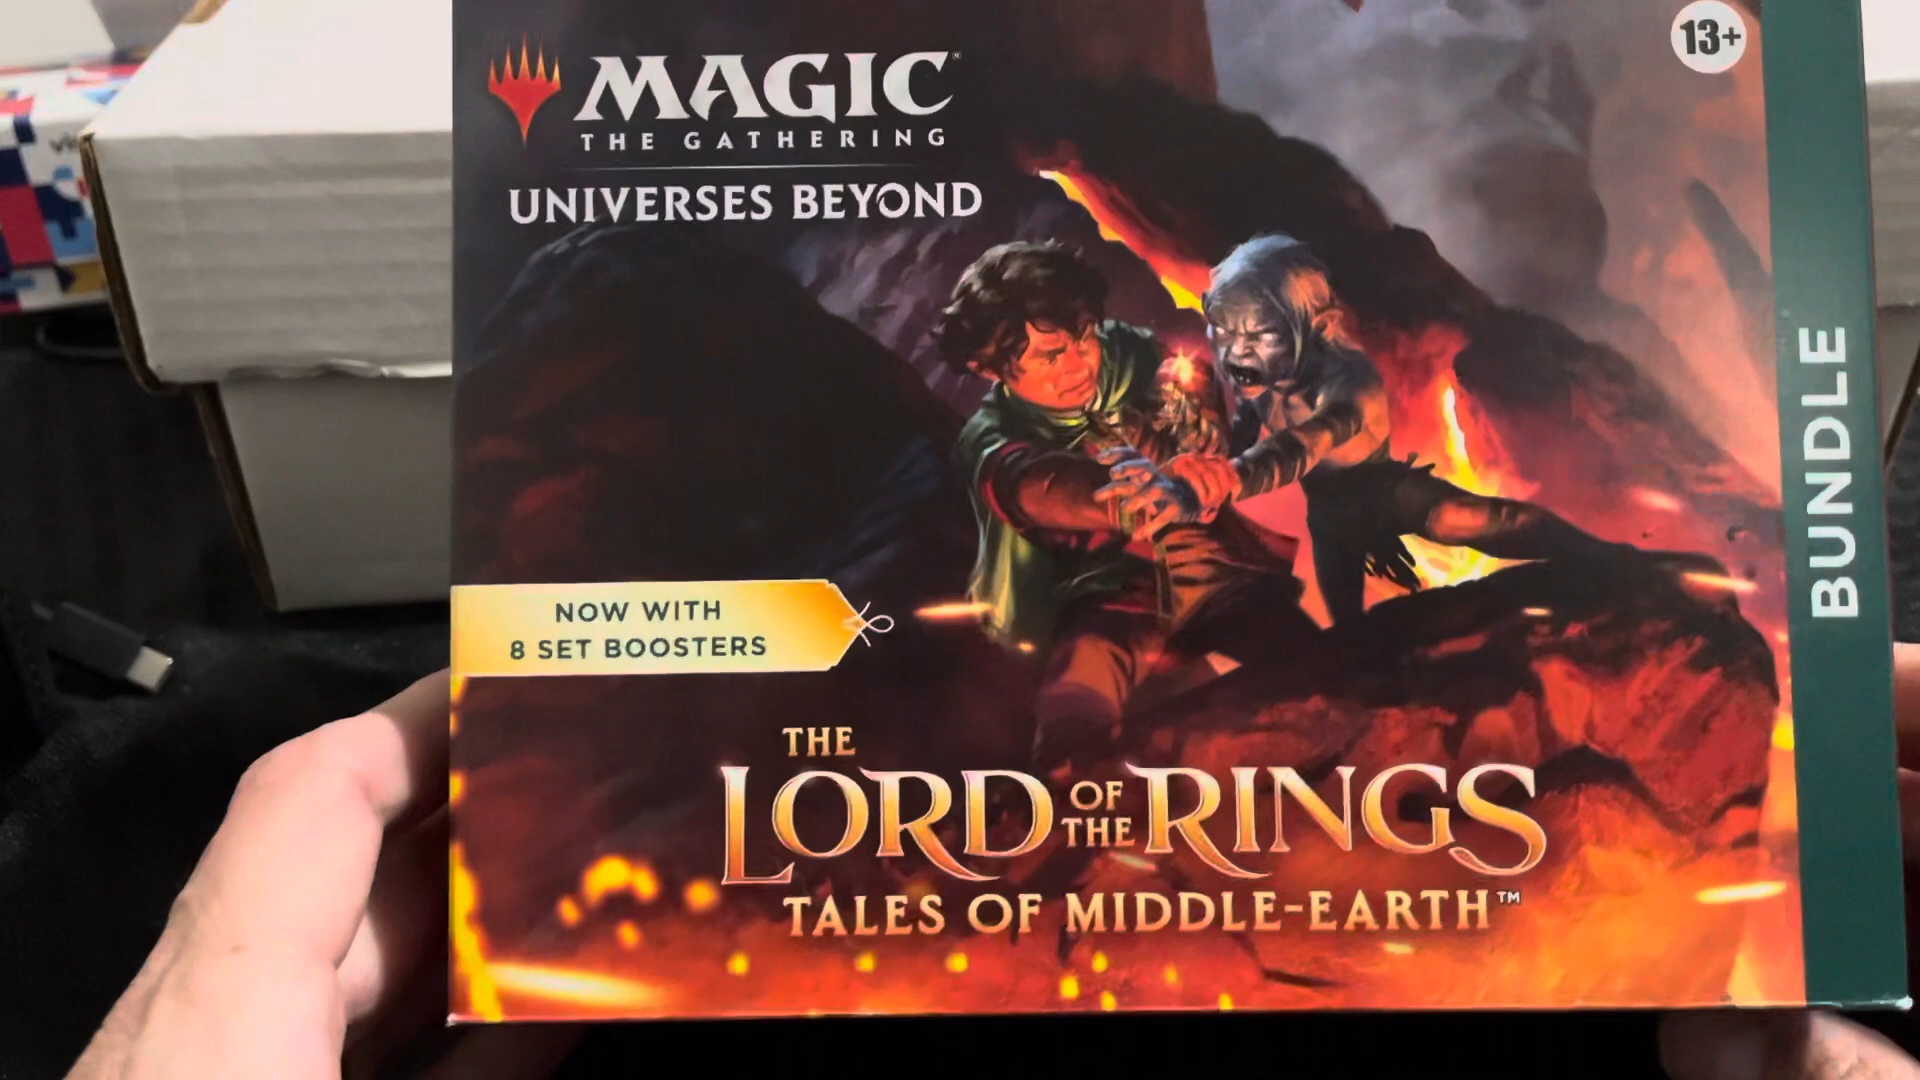 MAGIC
THE GATHERING
UNIVERSES BEYOND
13+
BUNDLE
NOW WITH
8 SET BOOSTERS
THE
LORD OF THE RINGS
TALES OF MIDDLE-EARTH™